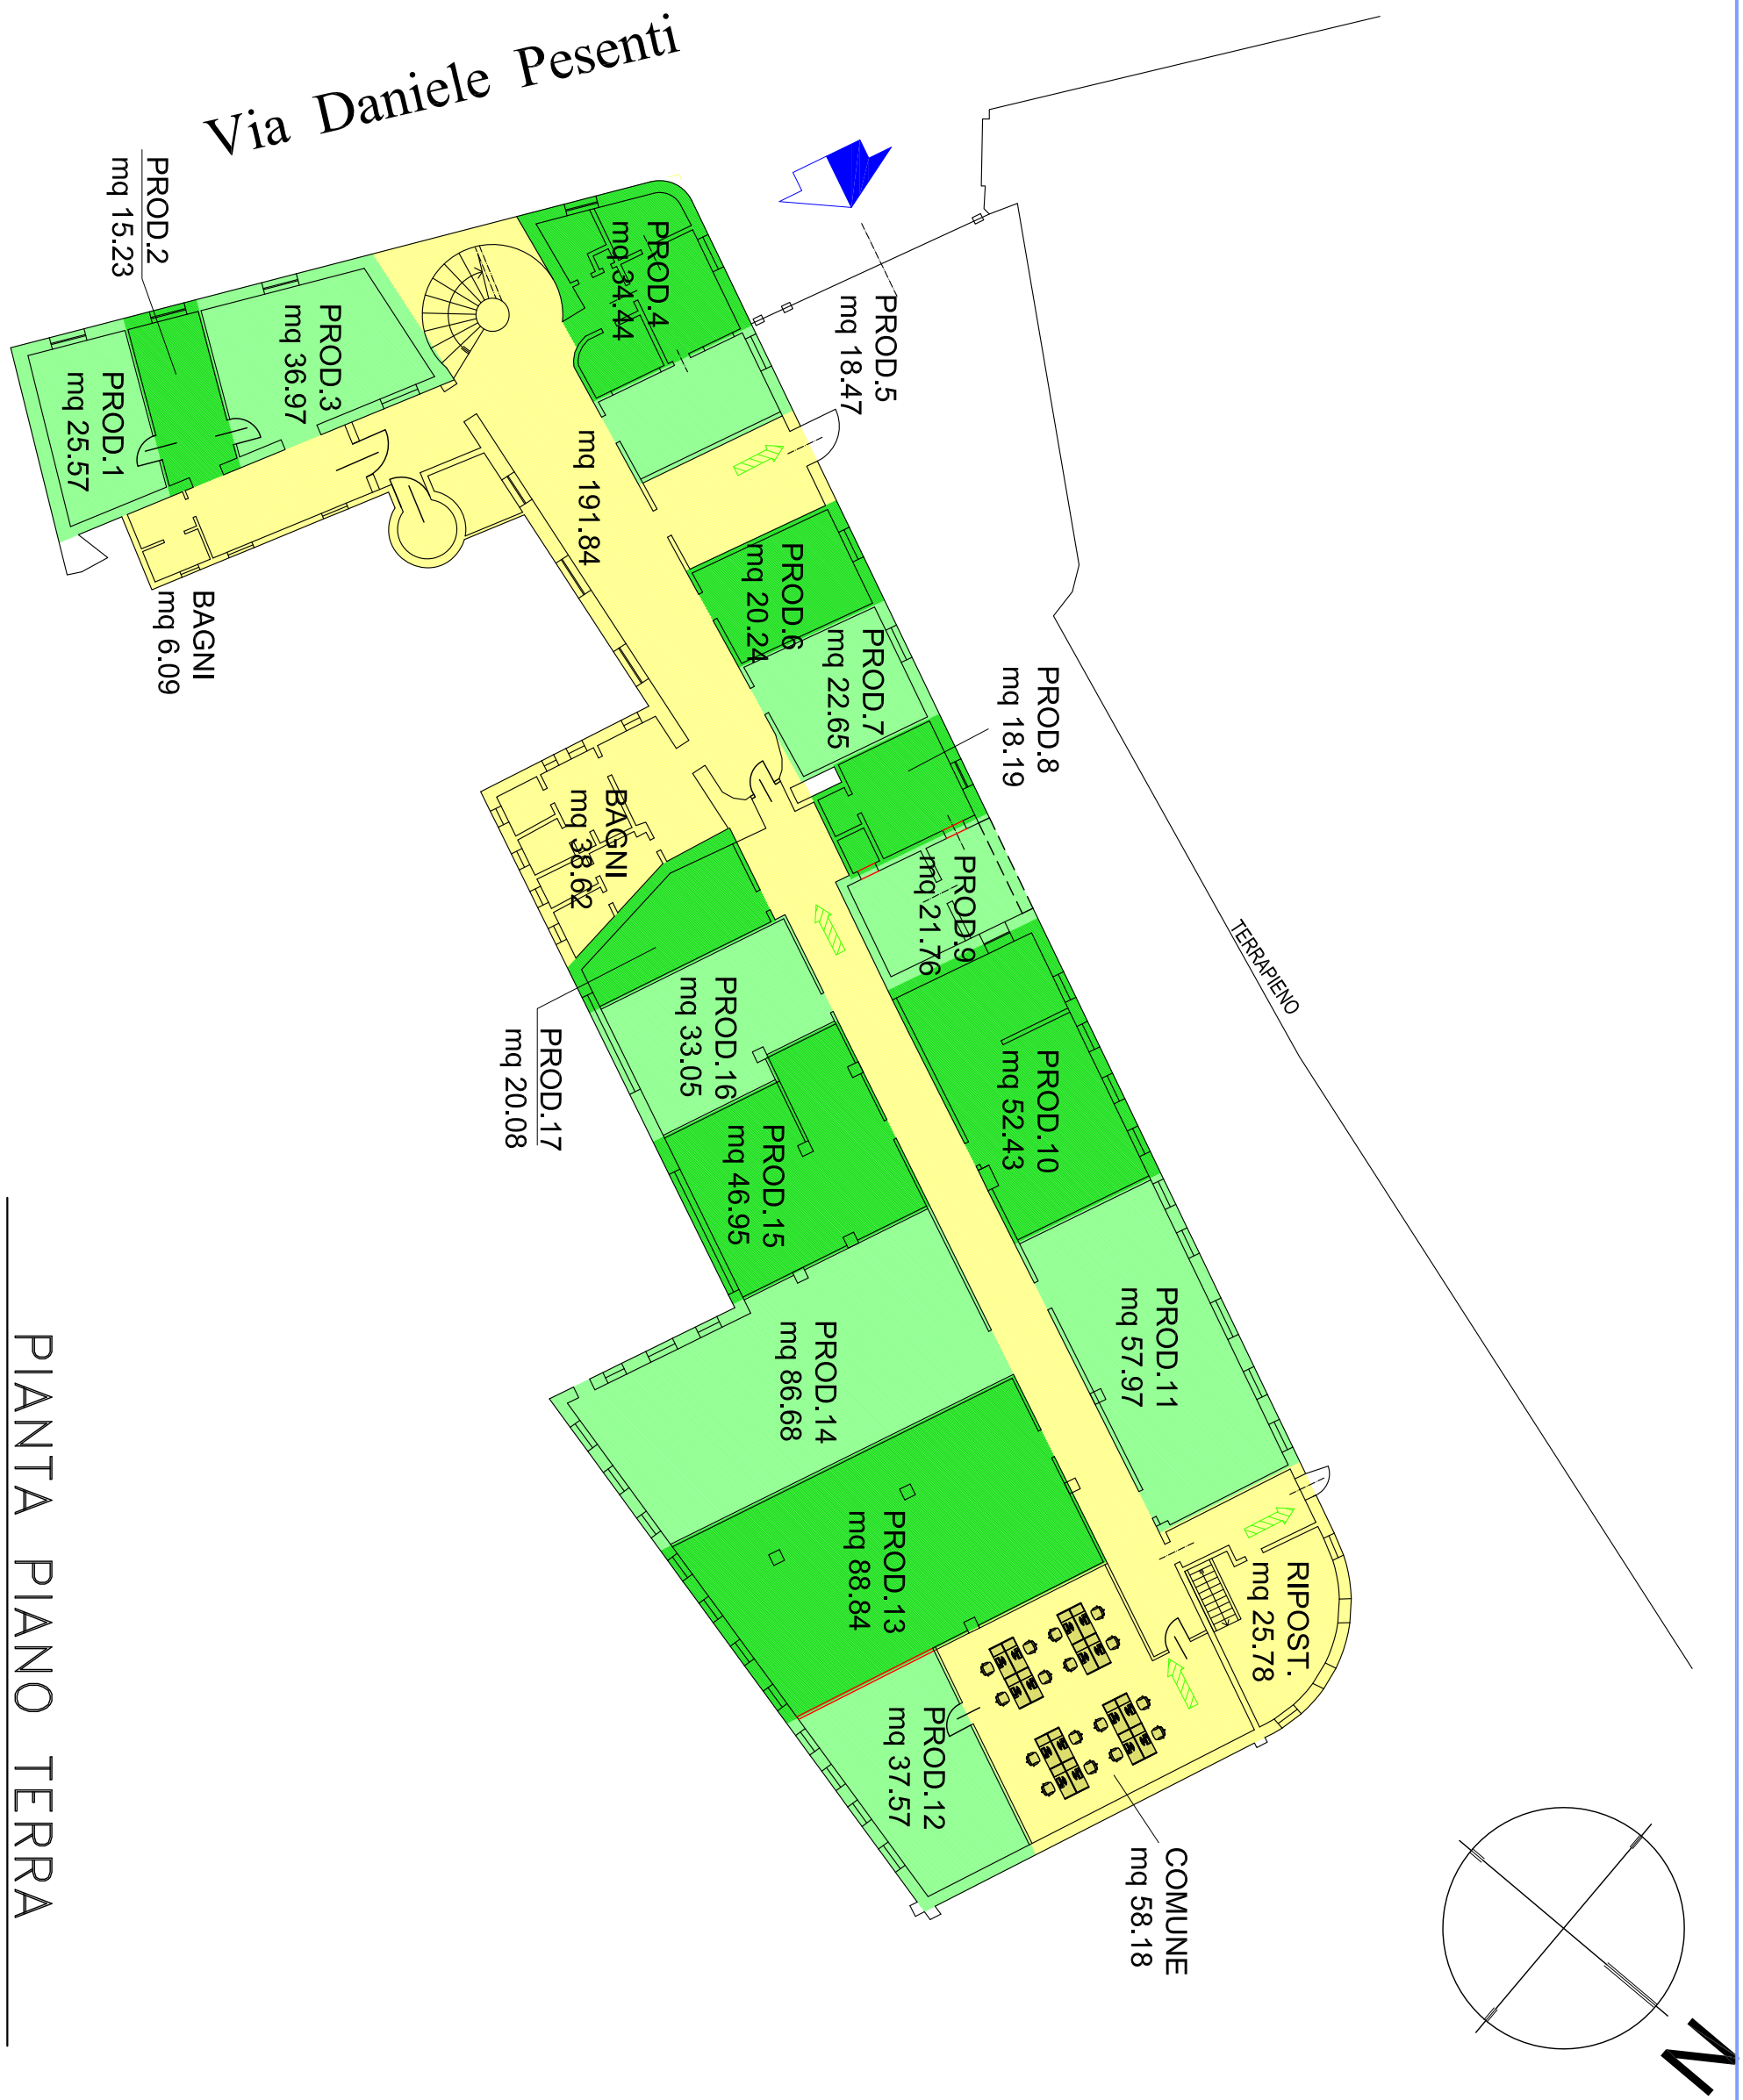 Via Daniele Pesenti
PROD.2
mq 15.23
PROD.1
mq 25.57
PROD.3
mq 36.97
PROD.4
mq 34.44
PROD.5
mq 18.47
mq 191.84
BAGNI
mq 6.09
PROD.6
mq 20.24
PROD.7
mq 22.65
PROD.8
mq 18.19
BAGNI
mq 38.62
PROD.9
mq 21.76
TERRAPIENO
PROD.16
mq 33.05
PROD.17
mq 20.08
PROD.10
mq 52.43
PROD.15
mq 46.95
PROD.11
mq 57.97
PROD.14
mq 86.68
PROD.13
mq 88.84
RIPOST.
mq 25.78
PROD.12
mq 37.57
COMUNE
mq 58.18
PIANTA PIANO TERRA
N